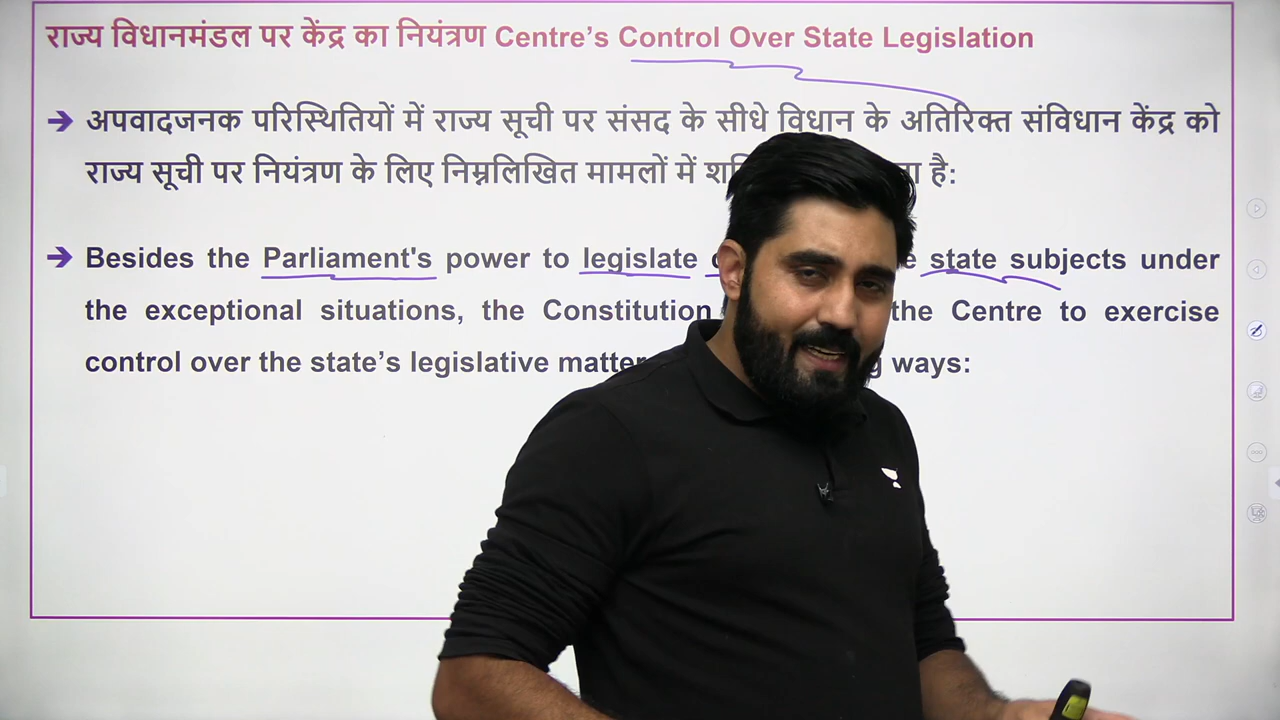 राज्य विधानमंडल पर केंद्र का नियंत्रण Centre's Control Over State Legislation
अपवादजनक परिस्थितियों में राज्य सूची पर संसद के सीधे विधान के अतिरिक्त संविधान केंद्र को
राज्य सूची पर नियंत्रण के लिए निम्नलिखित मामलों में है:
Besides the Parliament's power to legislate state subjects under
the exceptional situations, the Constitution the Centre to exercise
control over the state's legislative ways: